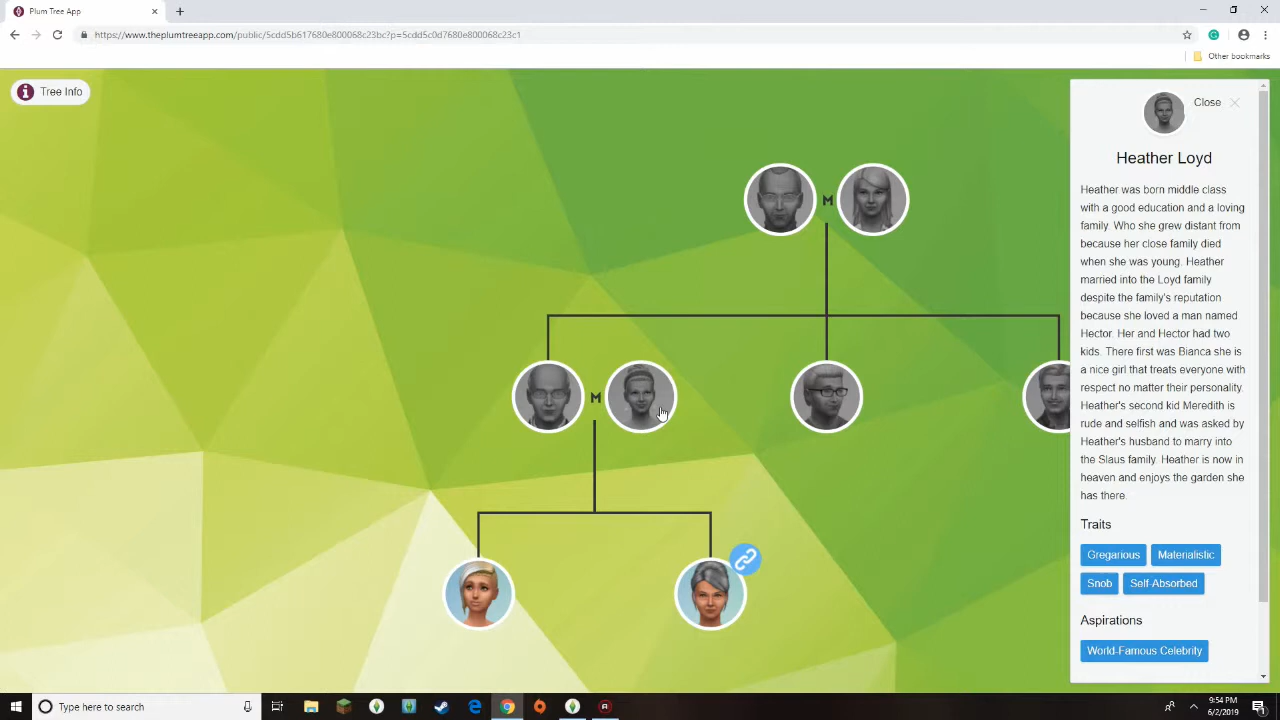 Plum Tree App
https://www.theplumtreeapp.com/public/5cdd5b617680e800068c23bc?p=5cdd5c0d7680e800068c23c1
Other bookmarks
Tree Info
Close
Heather Loyd
Heather was born middle class
with a good education and a loving
family. Who she grew distant from
because her close family died
when she was young. Heather
married into the Loyd family
despite the family's reputation
because she loved a man named
Hector. Her and Hector had two
kids. There first was Bianca she is
a nice girl that treats everyone with
respect no matter their personality.
Heather's second kid Meredith is
rude and selfish and was asked by
Heather's husband to marry into
the Slaus family. Heather is now in
heaven and enjoys the garden she
has there.
Traits
Gregarious Materialistic
Snob Self-Absorbed
Aspirations
World-Famous Celebrity
M
M
Type here to search
9:54 PM
6/2/2019